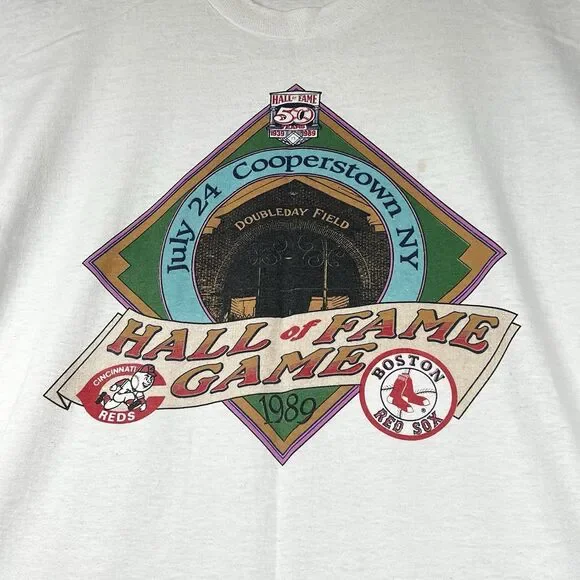 HALL of FAME
50
YEARS
1939 1989
July 24 Cooperstown NY
DOUBLEDAY FIELD
HALL of FAME
GAME
CINCINNATI
REDS
BOSTON
RED SOX
1989